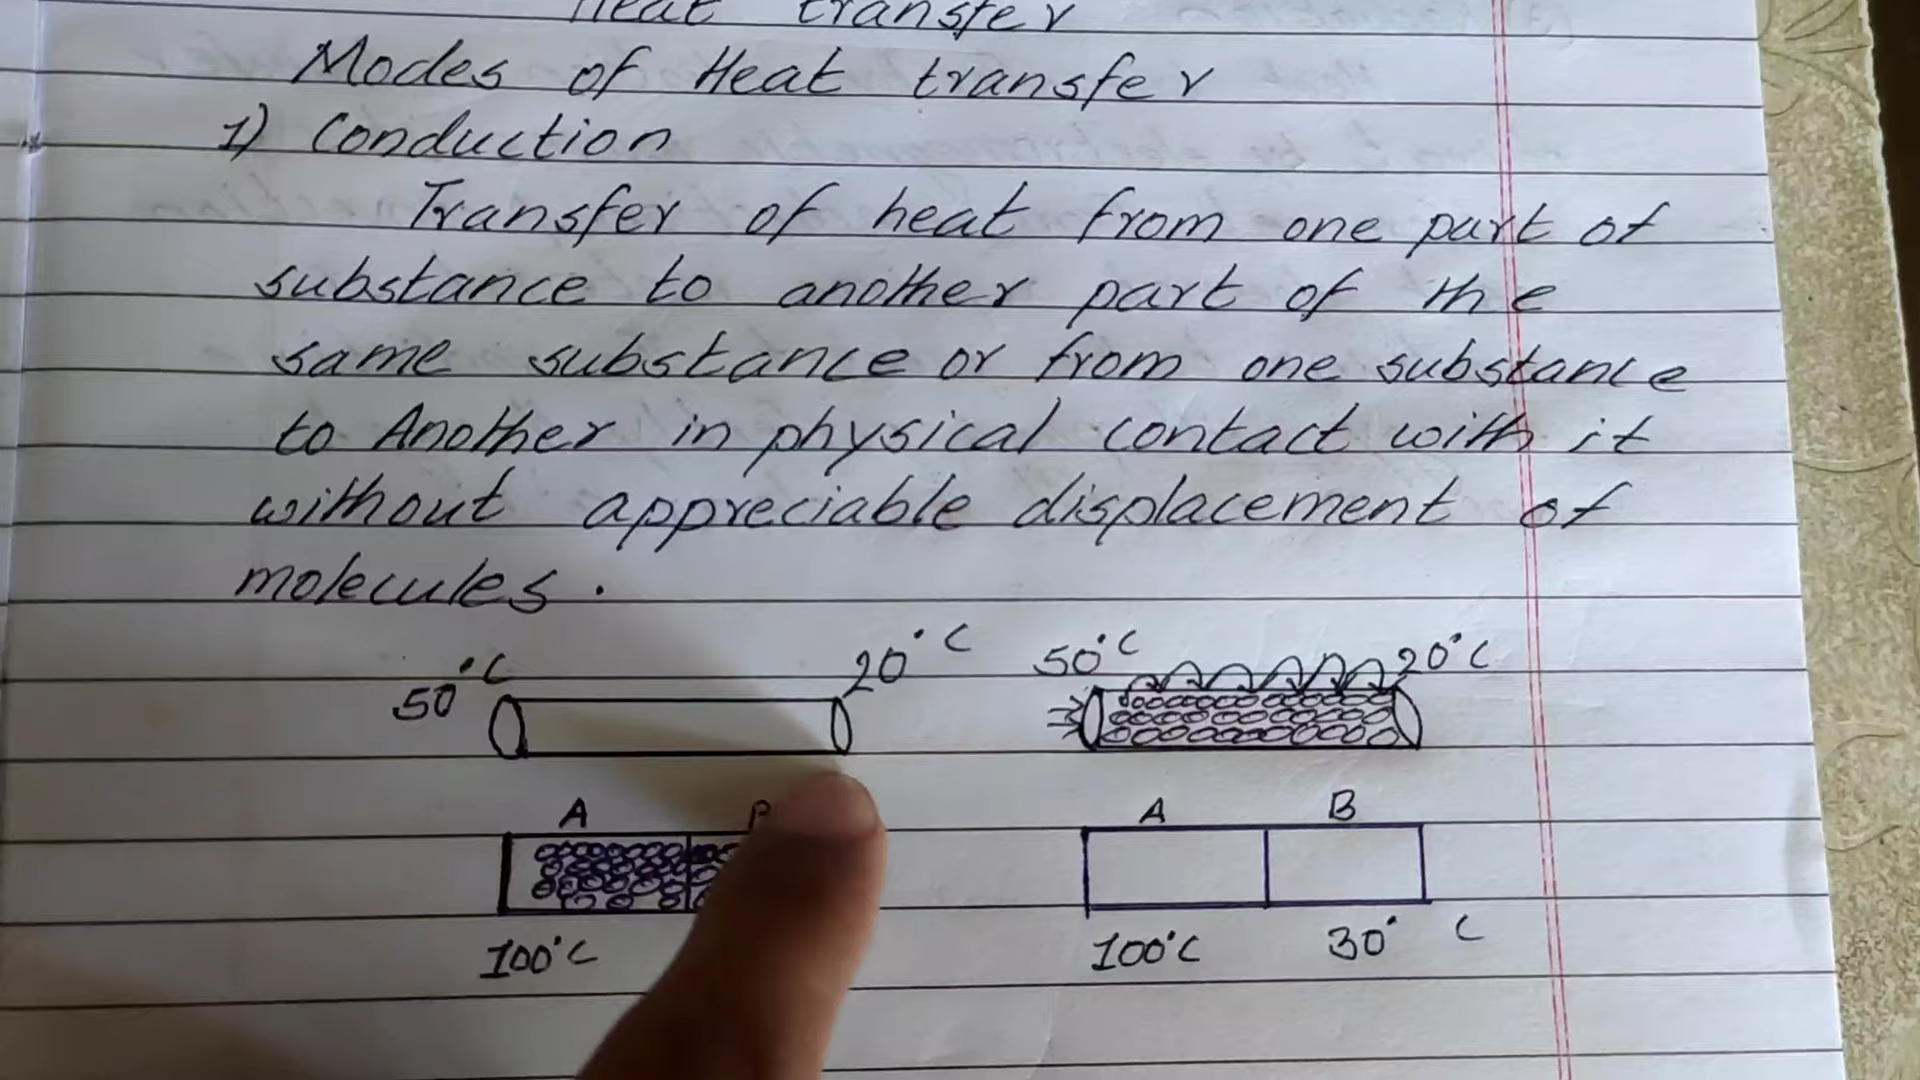 Heat transfer
Modes of Heat transfer
1) Conduction
Transfer of heat from one part of
substance to another part of the
same substance or from one substance
to Another in physical contact with it
without appreciable displacement of
molecules.
50°C 20°C 50°C 20°C
A B A B
100°C 100°C 30° C